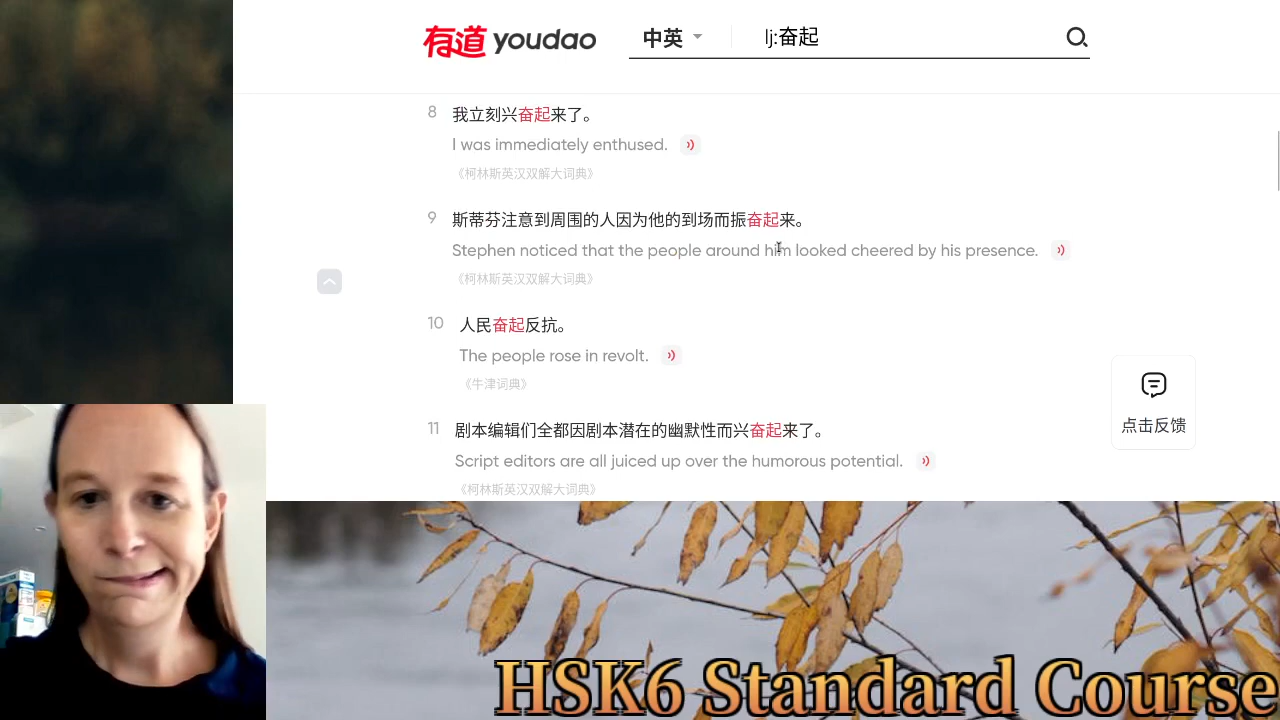 有道 youdao
中英
lj:奋起
8 我立刻兴奋起来了。
I was immediately enthused.
《柯林斯英汉双解大词典》
9 斯蒂芬注意到周围的人因为他的到场而振奋起来。
Stephen noticed that the people around him looked cheered by his presence.
《柯林斯英汉双解大词典》
10 人民奋起反抗。
The people rose in revolt.
《牛津词典》
点击反馈
11 剧本编辑们全都因剧本潜在的幽默性而兴奋起来了。
Script editors are all juiced up over the humorous potential.
《柯林斯英汉双解大词典》
HSK6 Standard Course